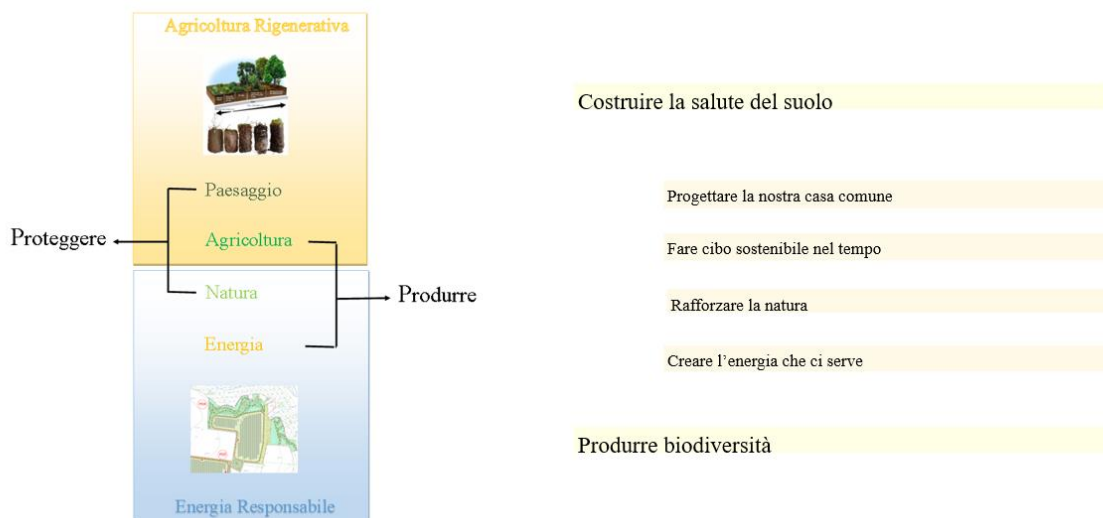 Agricoltura Rigenerativa
Costruire la salute del suolo
Paesaggio
Progettare la nostra casa comune
Proteggere
Agricoltura
Fare cibo sostenibile nel tempo
Natura
Produrre
Rafforzare la natura
Energia
Creare l’energia che ci serve
Produrre biodiversità
Energia Responsabile